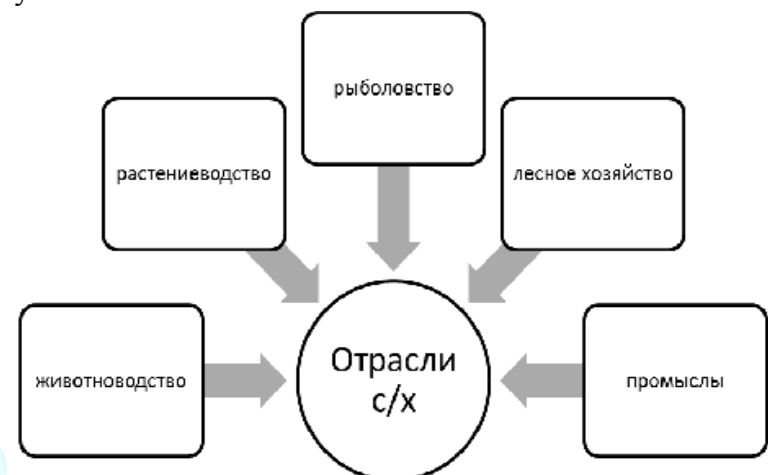 рыболовство
растениеводство
лесное хозяйство
животноводство
Отрасли
с/х
промыслы